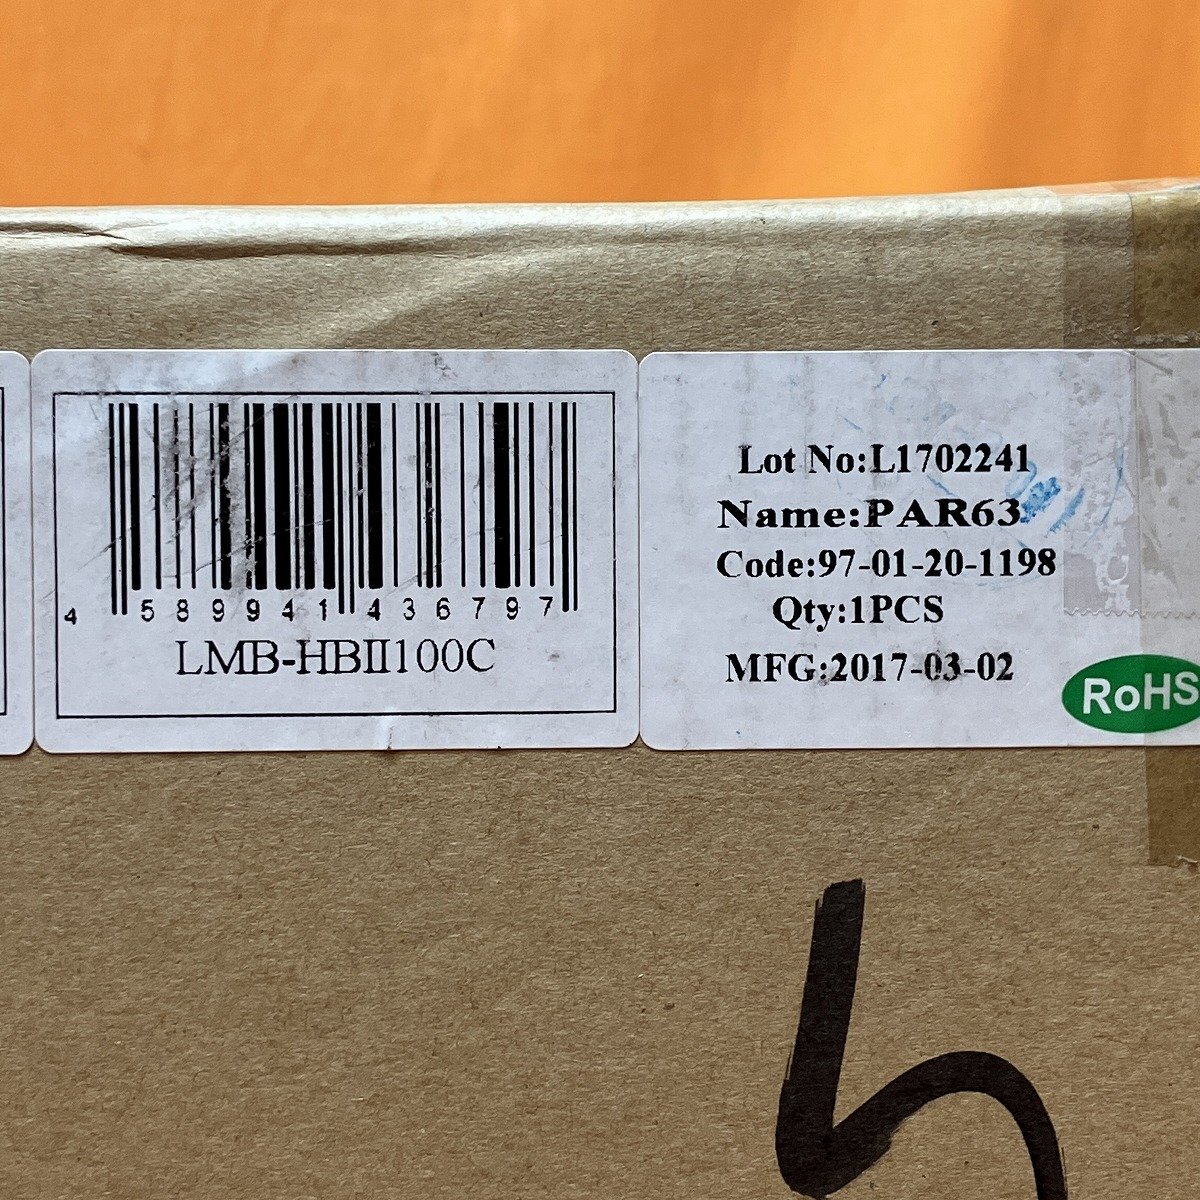 4 589941 436797
LMB-HBII100C
Lot No:L1702241
Name:PAR63
Code:97-01-20-1198
Qty:1PCS
MFG:2017-03-02
RoHS